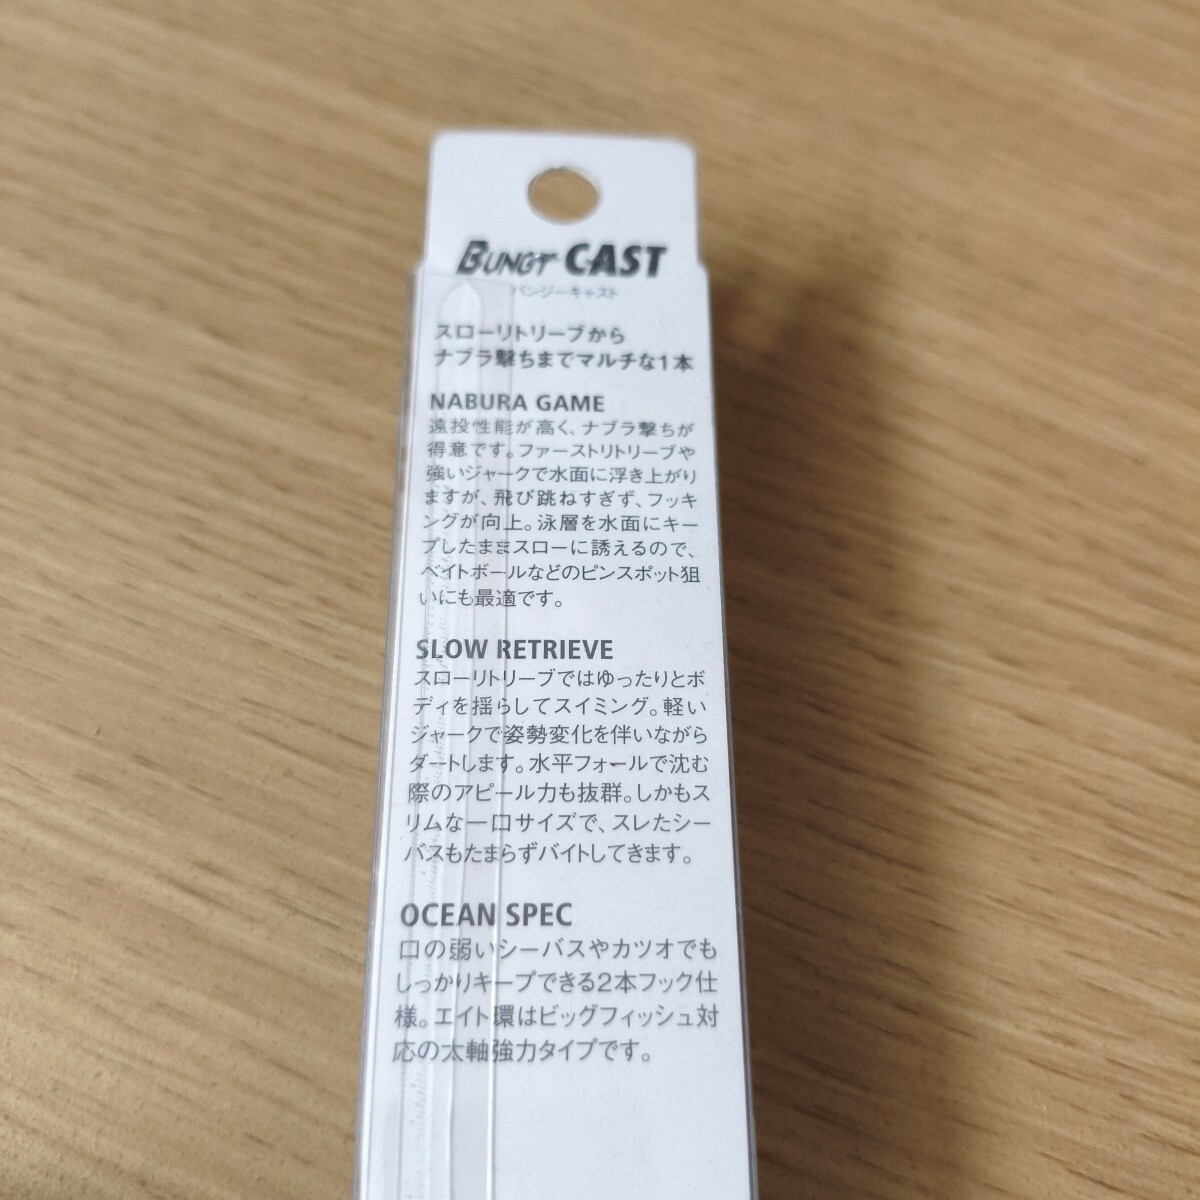 BUNGY CAST
バンジーキャスト
スローリトリーブから
ナブラ撃ちまでマルチな1本
NABURA GAME
遠投性能が高く、ナブラ撃ちが
得意です。ファーストリトリーブや
強いジャークで水面に浮き上がり
ますが、飛び跳ねすぎず、フッキ
ングが向上。泳層を水面にキー
プしたままスローに誘えるので、
ベイトボールなどのピンスポット狙
いにも最適です。
SLOW RETRIEVE
スローリトリーブではゆったりとボ
ディを揺らしてスイミング。軽い
ジャークで姿勢変化を伴いながら
ダートします。水平フォールで沈む
際のアピール力も抜群。しかもス
リムな一口サイズで、スレたシー
バスもたまらずバイトしてきます。
OCEAN SPEC
口の弱いシーバスやカツオでも
しっかりキープできる2本フック仕
様。エイト環はビッグフィッシュ対
応の太軸強力タイプです。